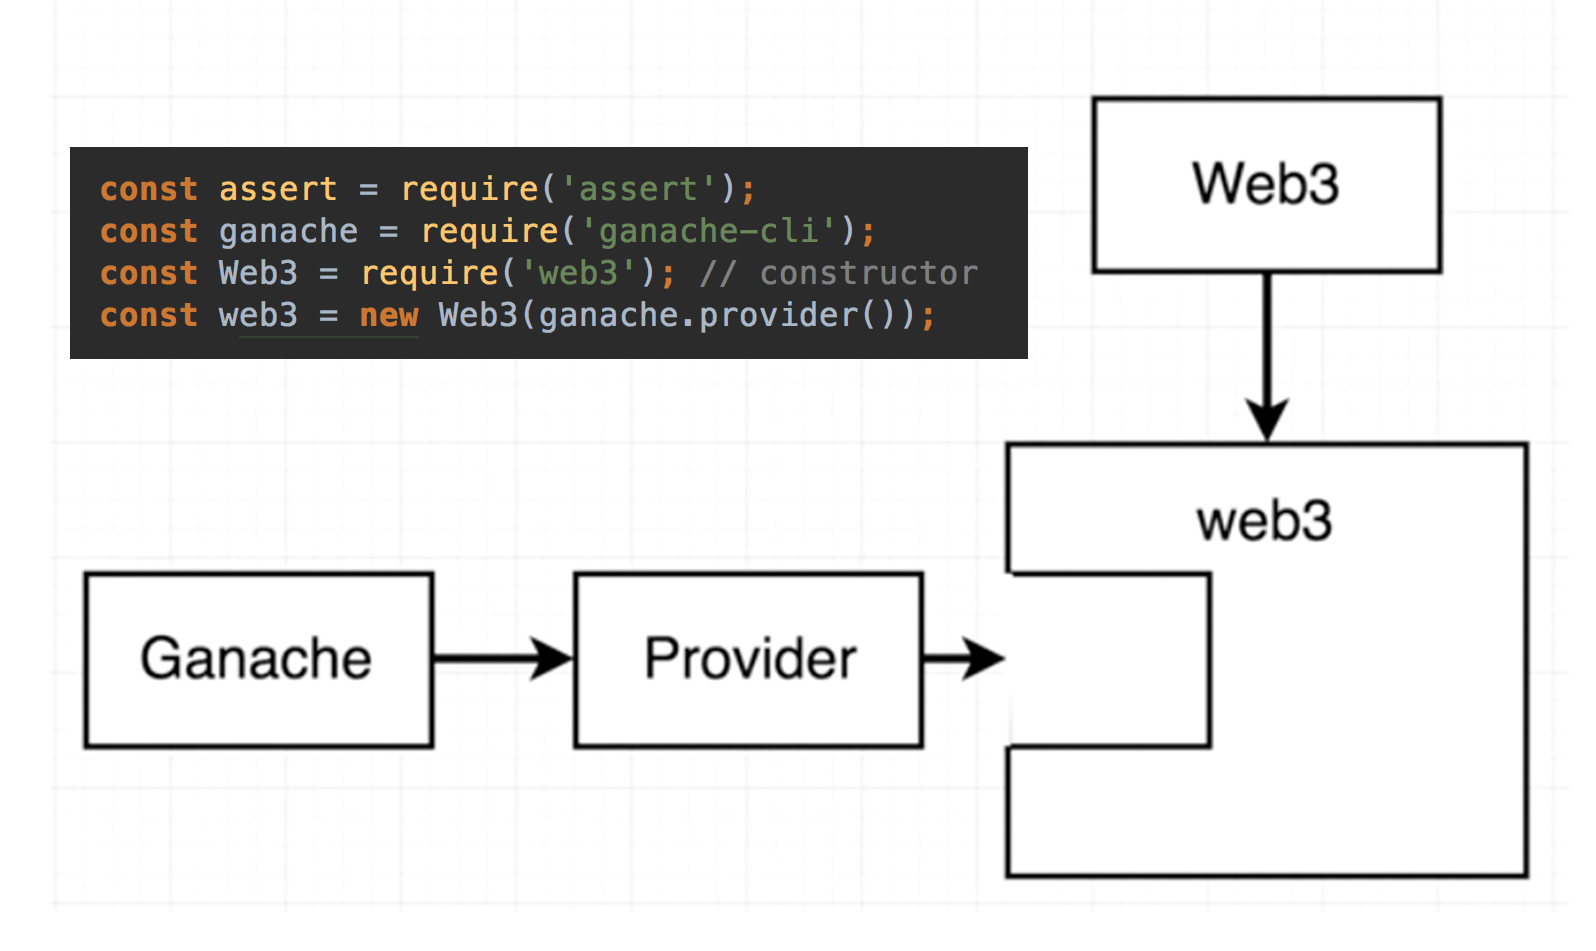 const assert = require('assert');
const ganache = require('ganache-cli');
const Web3 = require('web3'); // constructor
const web3 = new Web3(ganache.provider());
Web3
web3
Ganache
Provider